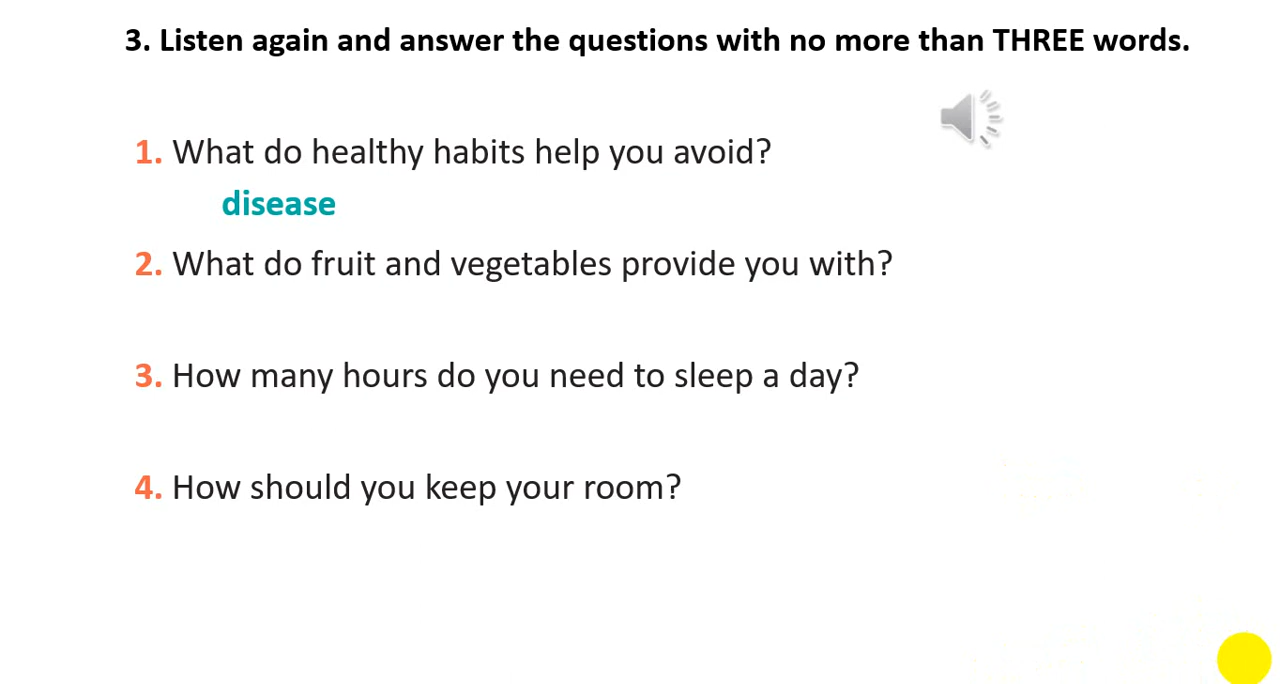 3. Listen again and answer the questions with no more than THREE words.
1. What do healthy habits help you avoid?
disease
2. What do fruit and vegetables provide you with?
3. How many hours do you need to sleep a day?
4. How should you keep your room?